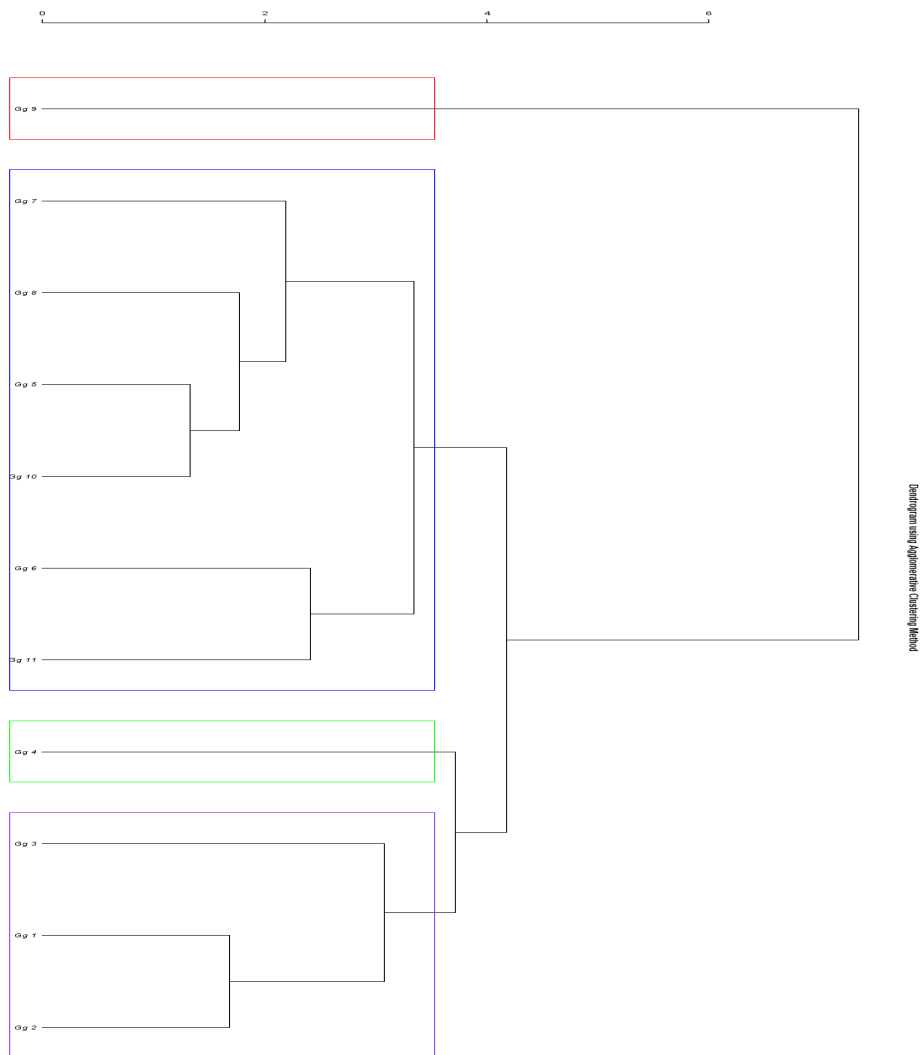 0 2 4 6
Gg 9
Gg 7
Gg 8
Gg 5
Gg 10
Gg 6
Gg 11
Gg 4
Gg 3
Gg 1
Gg 2
Dendrogram using Agglomerative Clustering Method